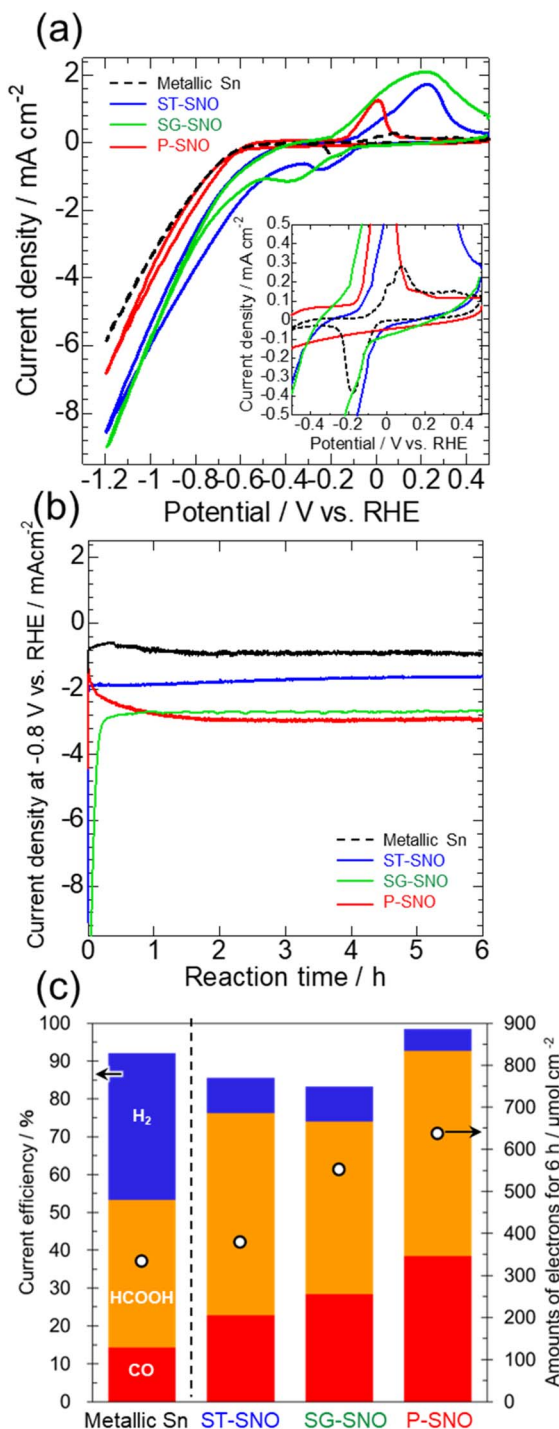 (a)
2
0
-2
-4
-6
-8
Current density / mA cm-2
Metallic Sn
ST-SNO
SG-SNO
P-SNO
0.5
0.4
0.3
0.2
0.1
0
-0.1
-0.2
-0.3
-0.4
0.5
Current density / mA cm-2
-0.4 -0.2 0 0.2 0.4
Potential / V vs. RHE
-1.2 -1 -0.8 -0.6 -0.4 -0.2 0 0.2 0.4
Potential / V vs. RHE
(b)
2
0
-2
-4
-6
-8
Current density at -0.8 V vs. RHE / mAcm-2
Metallic Sn
ST-SNO
SG-SNO
P-SNO
0 1 2 3 4 5 6
Reaction time / h
(c)
100
90
80
70
60
50
40
30
20
10
0
Current efficiency / %
H2
HCOOH
CO
900
800
700
600
500
400
300
200
100
0
Amounts of electrons for 6 h / umol cm-2
Metallic Sn ST-SNO SG-SNO P-SNO